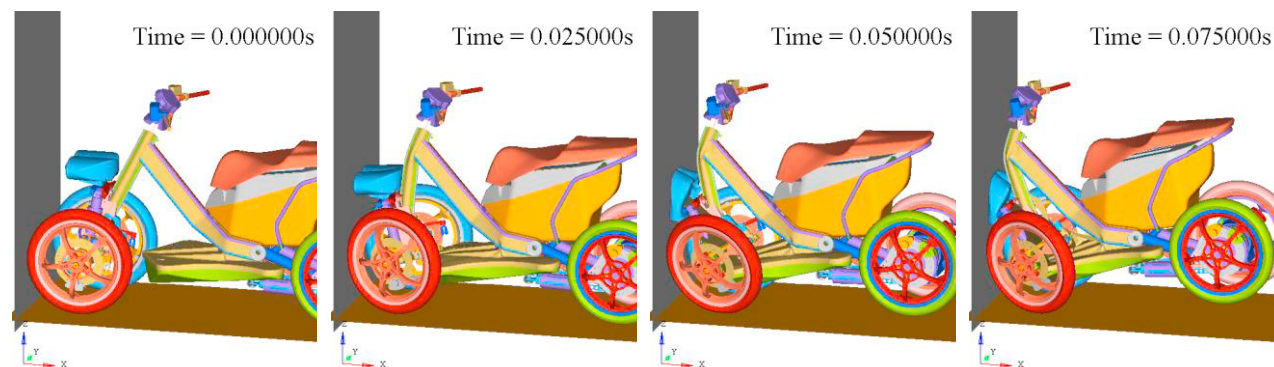 Time = 0.000000s
Time = 0.025000s
Time = 0.050000s
Time = 0.075000s
Z
Y
X
Z
Y
X
Z
Y
X
Z
Y
X